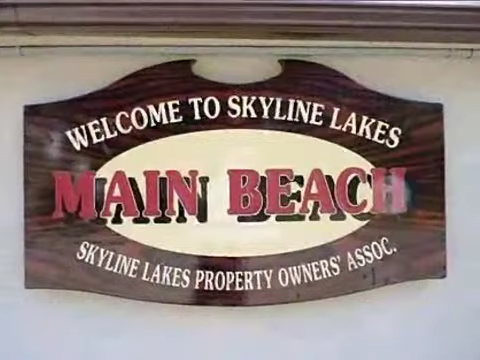 WELCOME TO SKYLINE LAKES
MAIN BEACH
SKYLINE LAKES PROPERTY OWNERS' ASSOC.